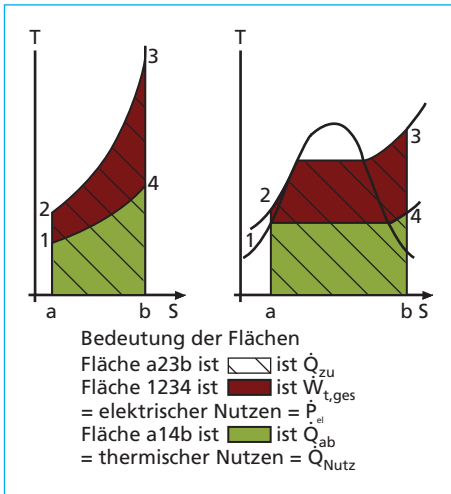 T
3
4
2
1
a
b
S
T
3
4
2
1
a
b
S
Bedeutung der Flächen
Fläche a23b ist ist Q̇zu
Fläche 1234 ist ist Ẇt,ges
= elektrischer Nutzen = Ṗel
Fläche a14b ist ist Q̇ab
= thermischer Nutzen = Q̇Nutz